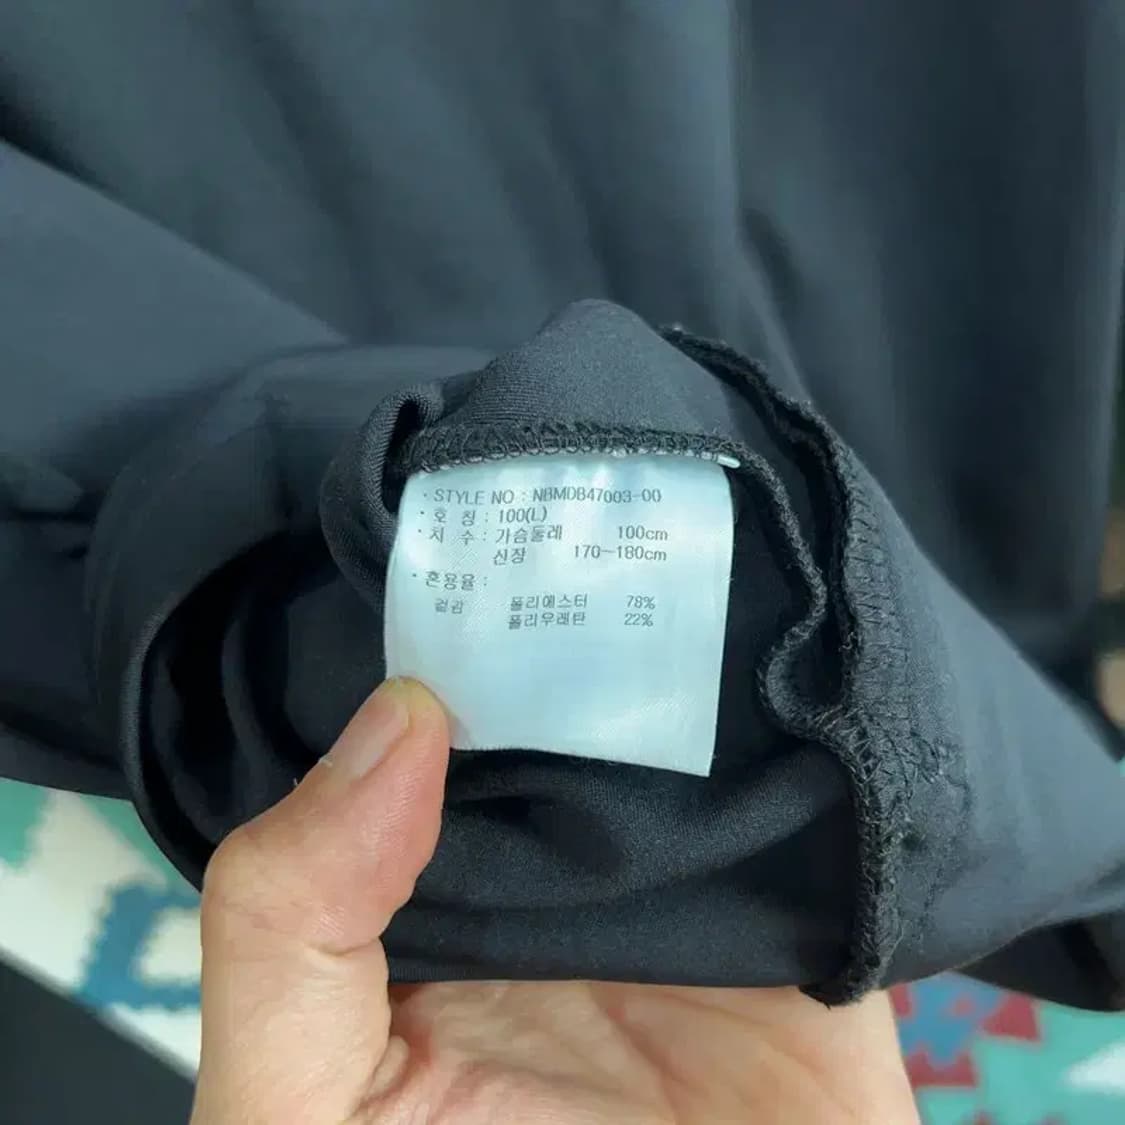 · STYLE NO : NBMDB47003-00
· 호 칭 : 100(L)
· 치 수 : 가슴둘레 100cm
신장 170~180cm
· 혼용율 :
겉감 폴리에스터 78%
폴리우레탄 22%